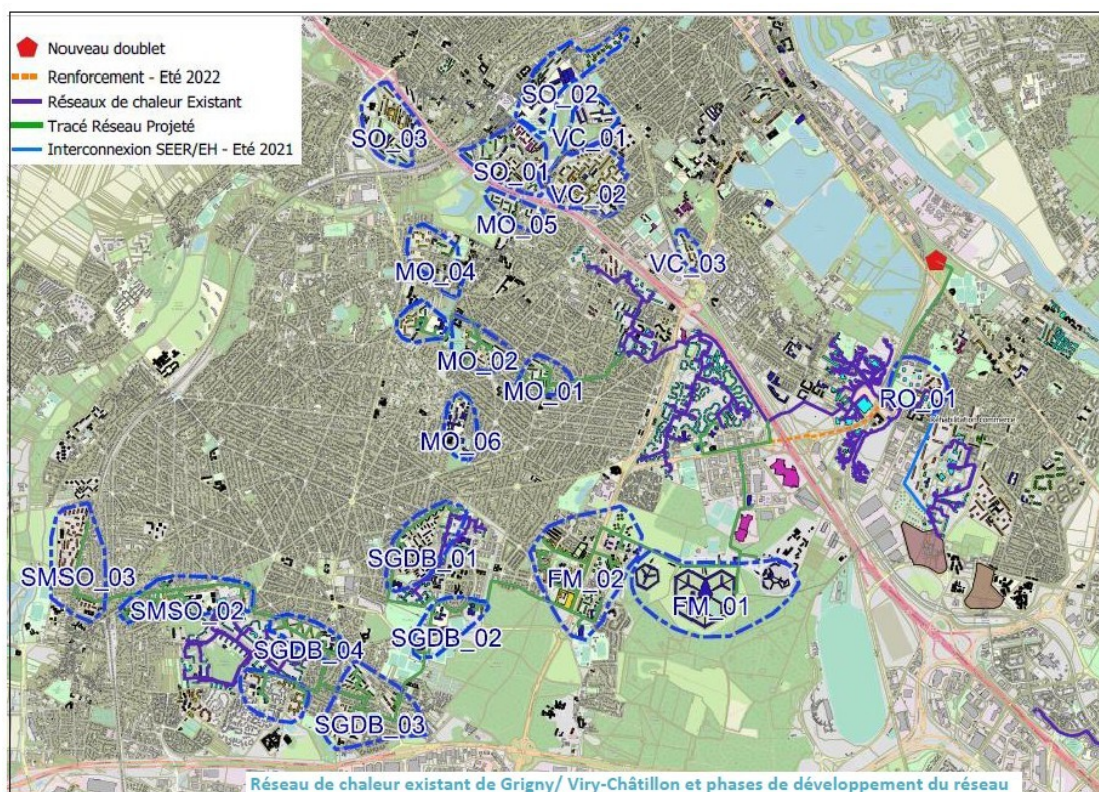 Nouveau doublet
Renforcement - Eté 2022
Réseaux de chaleur Existant
Tracé Réseau Projeté
Interconnexion SEER/EH - Eté 2021
SO_02
SO_03
VC_01
SO_01
VC_02
MO_05
MO_04
VC_03
MO_02
MO_01
RO_01
Réhabilitation commerce
MO_06
SGDB_01
SMSO_03
FM_02
SMSO_02
FM_01
SGDB_02
SGDB_04
SGDB_03
Réseau de chaleur existant de Grigny/ Viry-Châtillon et phases de développement du réseau